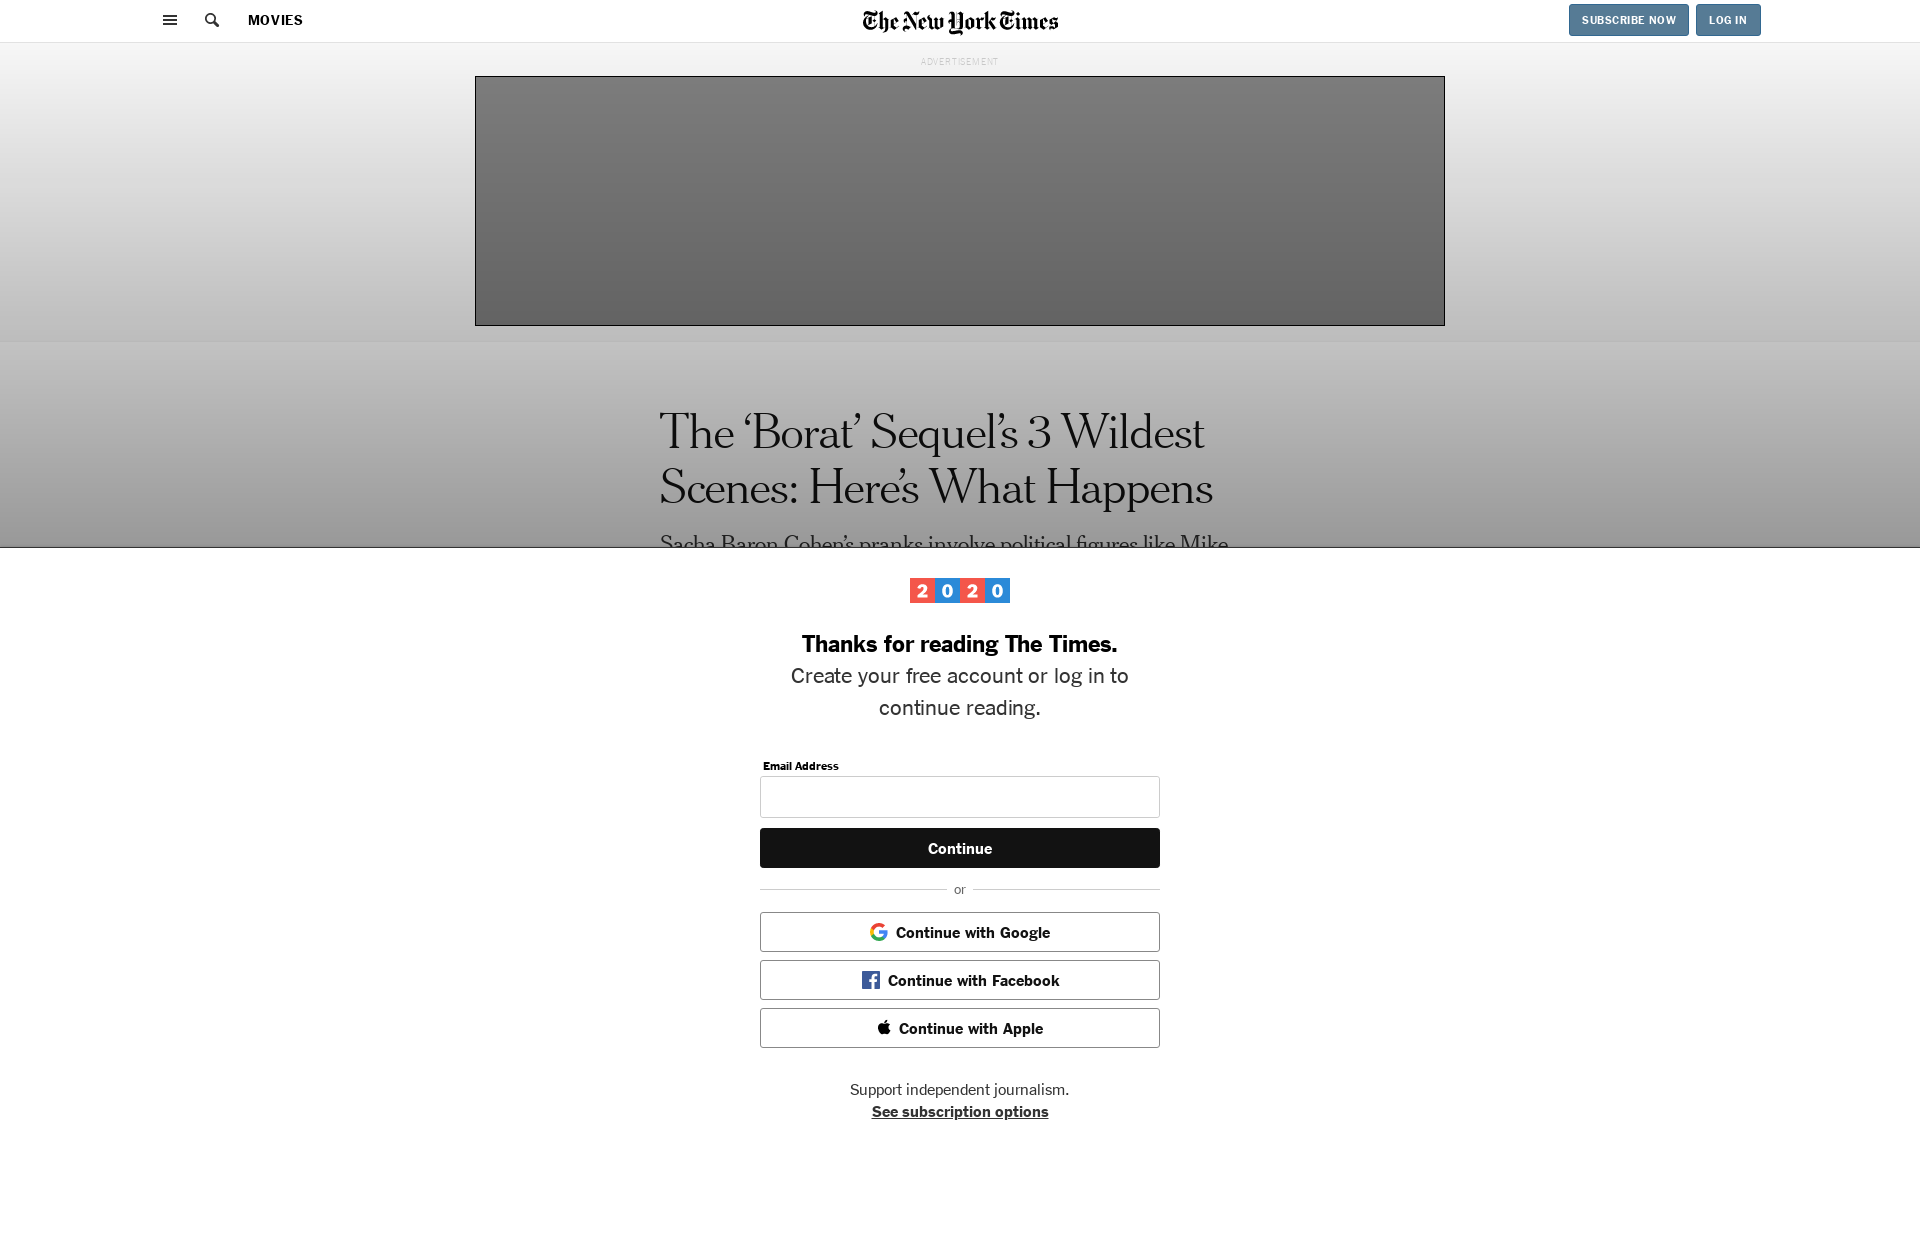 MOVIES
The New York Times
SUBSCRIBE NOW
LOG IN
ADVERTISEMENT
The ‘Borat’ Sequel’s 3 Wildest
Scenes: Here’s What Happens
Sacha Baron Cohen’s pranks involve political figures like Mike
2020
Thanks for reading The Times.
Create your free account or log in to
continue reading.
Email Address
Continue
or
Continue with Google
Continue with Facebook
Continue with Apple
Support independent journalism.
See subscription options